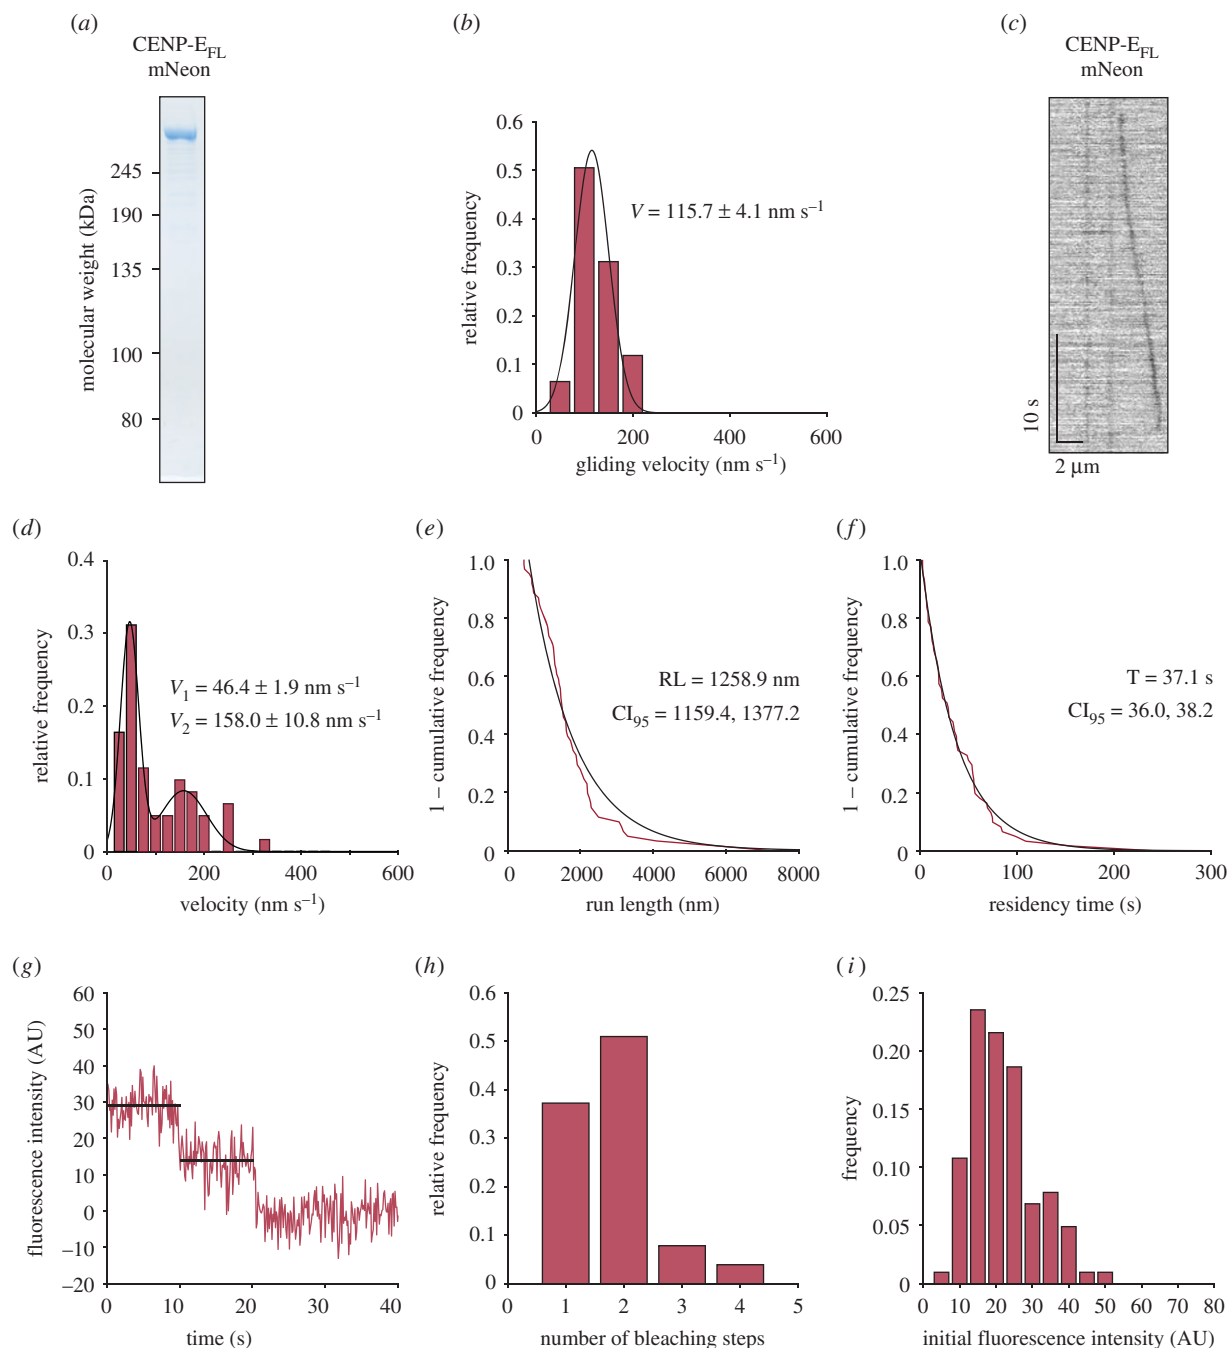 (a)
CENP-E_FL
mNeon
molecular weight (kDa)
245
190
135
100
80
(b)
relative frequency
0.6
0.5
0.4
0.3
0.2
0.1
0
V = 115.7 ± 4.1 nm s⁻¹
0 200 400 600
gliding velocity (nm s⁻¹)
(c)
CENP-E_FL
mNeon
10 s
2 µm
(d)
relative frequency
0.4
0.3
0.2
0.1
0
V₁ = 46.4 ± 1.9 nm s⁻¹
V₂ = 158.0 ± 10.8 nm s⁻¹
0 200 400 600
velocity (nm s⁻¹)
(e)
1 – cumulative frequency
1.0
0.8
0.6
0.4
0.2
0
RL = 1258.9 nm
CI₉₅ = 1159.4, 1377.2
0 2000 4000 6000 8000
run length (nm)
(f)
1 – cumulative frequency
1.0
0.8
0.6
0.4
0.2
0
T = 37.1 s
CI₉₅ = 36.0, 38.2
0 100 200 300
residency time (s)
(g)
fluorescence intensity (AU)
60
50
40
30
20
10
0
–10
–20
0 10 20 30 40
time (s)
(h)
relative frequency
0.6
0.5
0.4
0.3
0.2
0.1
0
0 1 2 3 4 5
number of bleaching steps
(i)
frequency
0.25
0.20
0.15
0.10
0.05
0
0 10 20 30 40 50 60 70 80
initial fluorescence intensity (AU)